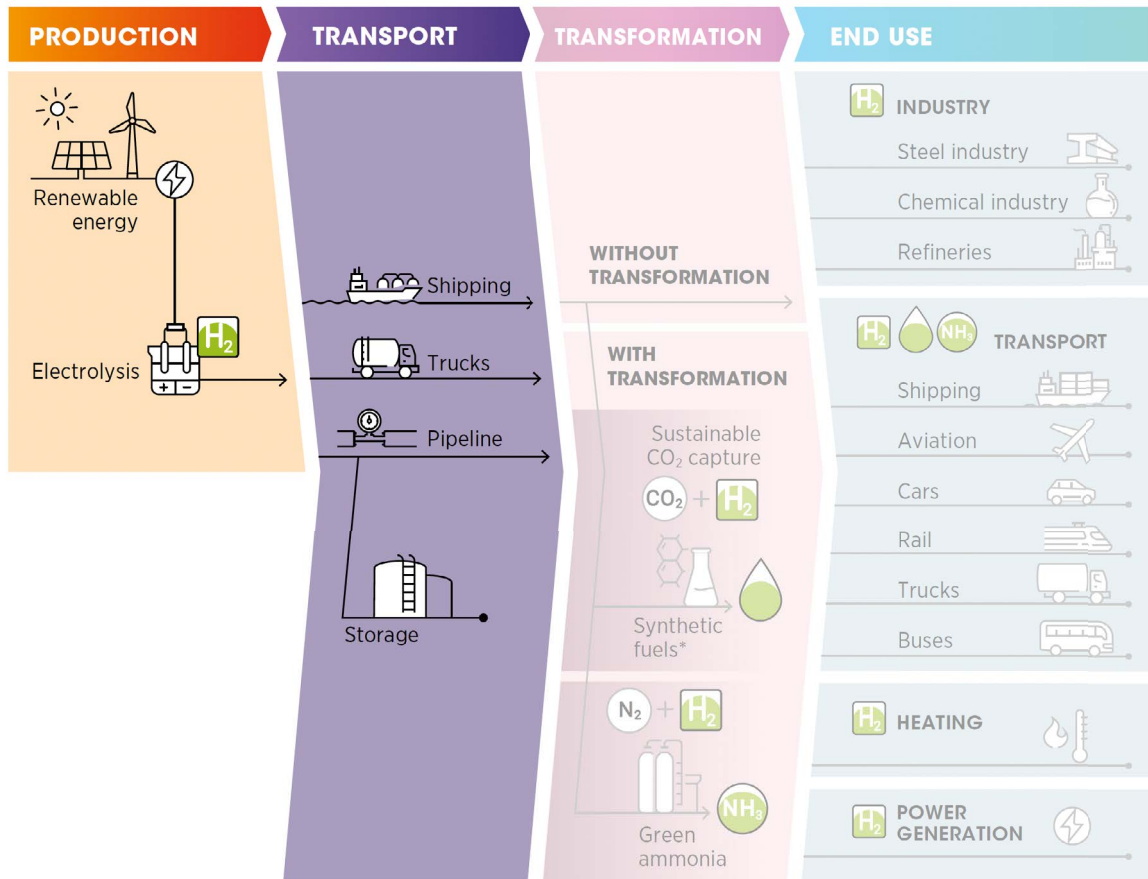 PRODUCTION
TRANSPORT
TRANSFORMATION
END USE
Renewable
energy
Electrolysis
H₂
+ −
Shipping
Trucks
Pipeline
Storage
WITHOUT
TRANSFORMATION
WITH
TRANSFORMATION
Sustainable
CO₂ capture
CO₂ + H₂
Synthetic
fuels*
N₂ + H₂
NH₃
Green
ammonia
H₂ INDUSTRY
Steel industry
Chemical industry
Refineries
H₂ NH₃ TRANSPORT
Shipping
Aviation
Cars
Rail
Trucks
Buses
H₂ HEATING
H₂ POWER
GENERATION